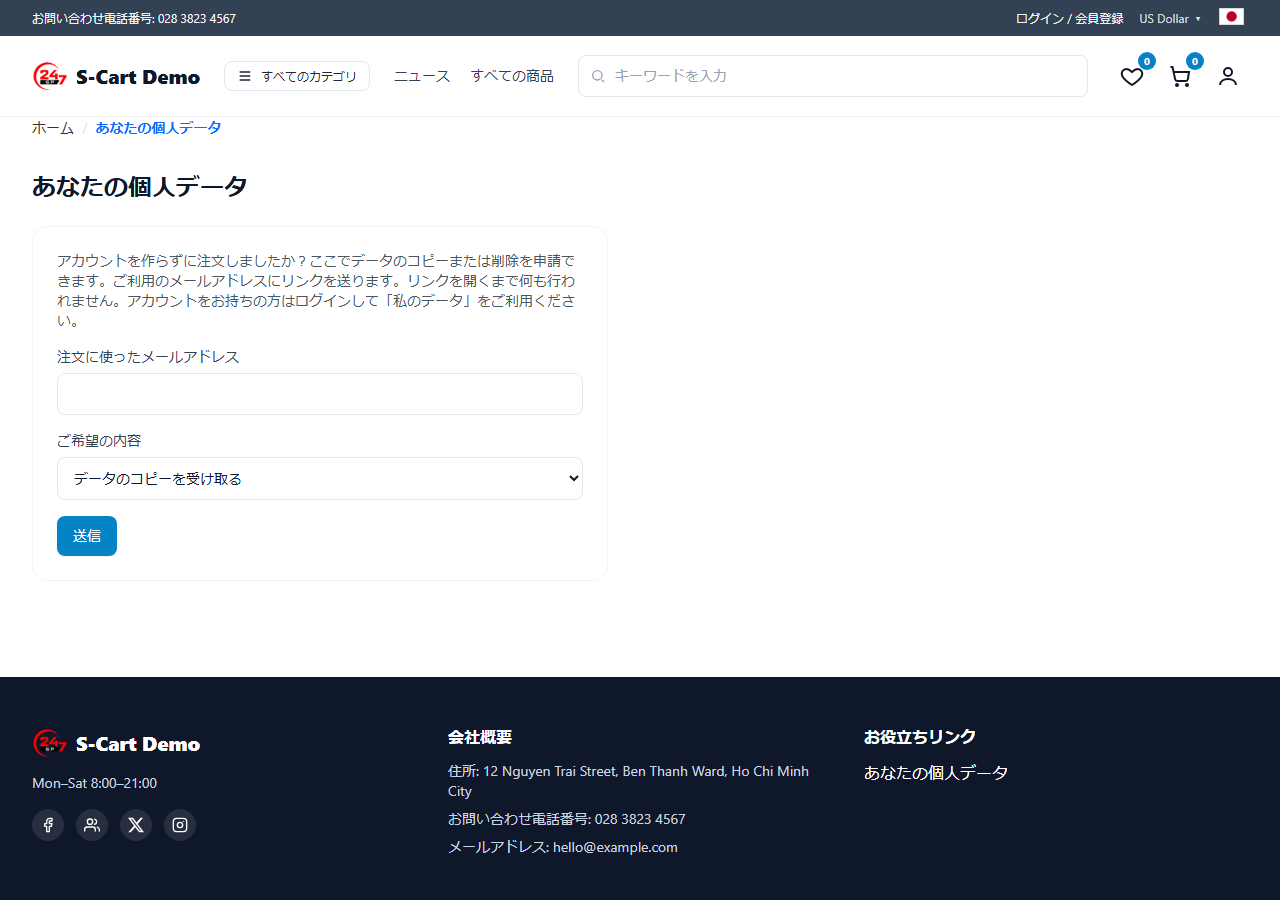 お問い合わせ電話番号: 028 3823 4567
ログイン / 会員登録 US Dollar
247 GP S-Cart Demo すべてのカテゴリ ニュース すべての商品 キーワードを入力 0 0
ホーム / あなたの個人データ
あなたの個人データ
アカウントを作らずに注文しましたか？ここでデータのコピーまたは削除を申請で
きます。ご利用のメールアドレスにリンクを送ります。リンクを開くまで何も行わ
れません。アカウントをお持ちの方はログインして「私のデータ」をご利用くださ
い。
注文に使ったメールアドレス
ご希望の内容
データのコピーを受け取る
送信
247 GP S-Cart Demo
Mon–Sat 8:00–21:00
会社概要
住所: 12 Nguyen Trai Street, Ben Thanh Ward, Ho Chi Minh
City
お問い合わせ電話番号: 028 3823 4567
メールアドレス: hello@example.com
お役立ちリンク
あなたの個人データ